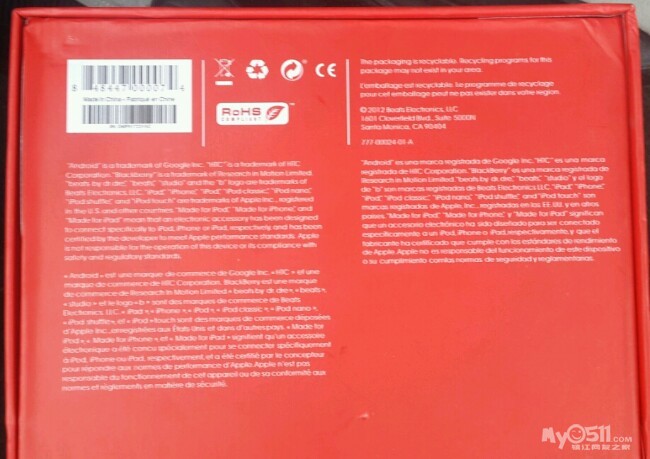 8 48447 00007 4
Made in China • Fabriqué en Chine
RoHS
COMPLIANT
CE
The packaging is recyclable. Recycling programs for this
package may not exist in your area.
L'emballage est recyclable. Le programme de recyclage
pour cet emballage peut ne pas exister dans votre région.
© 2012 Beats Electronics, LLC
1601 Cloverfield Blvd., Suite 5000N
Santa Monica, CA 90404
777-00024-01-A
"Android" is a trademark of Google Inc. "HTC" is a trademark of HTC
Corporation. "Blackberry" is a trademark of Research in Motion Limited.
"beats by dr. dre", "beats", "studio" and the "b" logo are trademarks of
Beats Electronics, LLC. "iPad", "iPhone", "iPod", "iPod classic", "iPod nano",
"iPod shuffle", and "iPod touch" are trademarks of Apple Inc., registered
in the U.S. and other countries. "Made for iPod," "Made for iPhone," and
"Made for iPad" mean that an electronic accessory has been designed
to connect specifically to iPod, iPhone or iPad, respectively, and has been
certified by the developer to meet Apple performance standards. Apple
is not responsible for the operation of this device or its compliance with
safety and regulatory standards.
« Android » est une marque de commerce de Google Inc. « HTC » et une
marque de commerce de HTC Corporation. BlackBerry est une marque
de commerce de Research in Motion Limited. « beats by dr. dre », « beats »,
« studio » et le logo « b » sont des marques de commerce de Beats
Electronics, LLC. « iPad », « iPhone », « iPod », « iPod classic », « iPod nano »,
« iPod shuffle », et « iPod touch sont des marques de commerce déposées
d'Apple Inc., enregistrées aux États Unis et dans d'autres pays. « Made for
iPod », « Made for iPhone », et « Made for iPad » signifient qu'un accessoire
électronique a été conçu spécialement pour se connecter spécifiquement
à iPod, iPhone ou iPad, respectivement, et a été certifié par le concepteur
pour répondre aux normes de performance d'Apple. Apple n'est pas
responsable du fonctionnement de cet appareil ou de sa conformité aux
normes et règlements en matière de sécurité.
"Android" es una marca registrada de Google Inc. "HTC" es una marca
registrada de HTC Corporation. "BlackBerry" es una marca registrada de
Research in Motion Limited. "beats by dr. dre", "beats", "studio" y el logo
de "b" son marcas registradas de Beats Electronics LLC. "iPad", "iPhone",
"iPod", "iPod classic", "iPod nano", "iPod shuffle" and "iPod touch" son
marcas registradas de Apple Inc., registradas en los EE. UU. y en otros
países. "Made for iPod," "Made for iPhone," y "Made for iPad" significan
que un accesorio electrónico ha sido diseñado para ser conectado
específicamente a un iPod, iPhone o iPad, respectivamente, y que el
fabricante ha certificado que cumple con los estándares de rendimiento
de Apple. Apple no es responsable del funcionamiento de este dispositivo
o su cumplimiento con las normas de seguridad y reglamentarias.
My0511.com
镇江网友之家